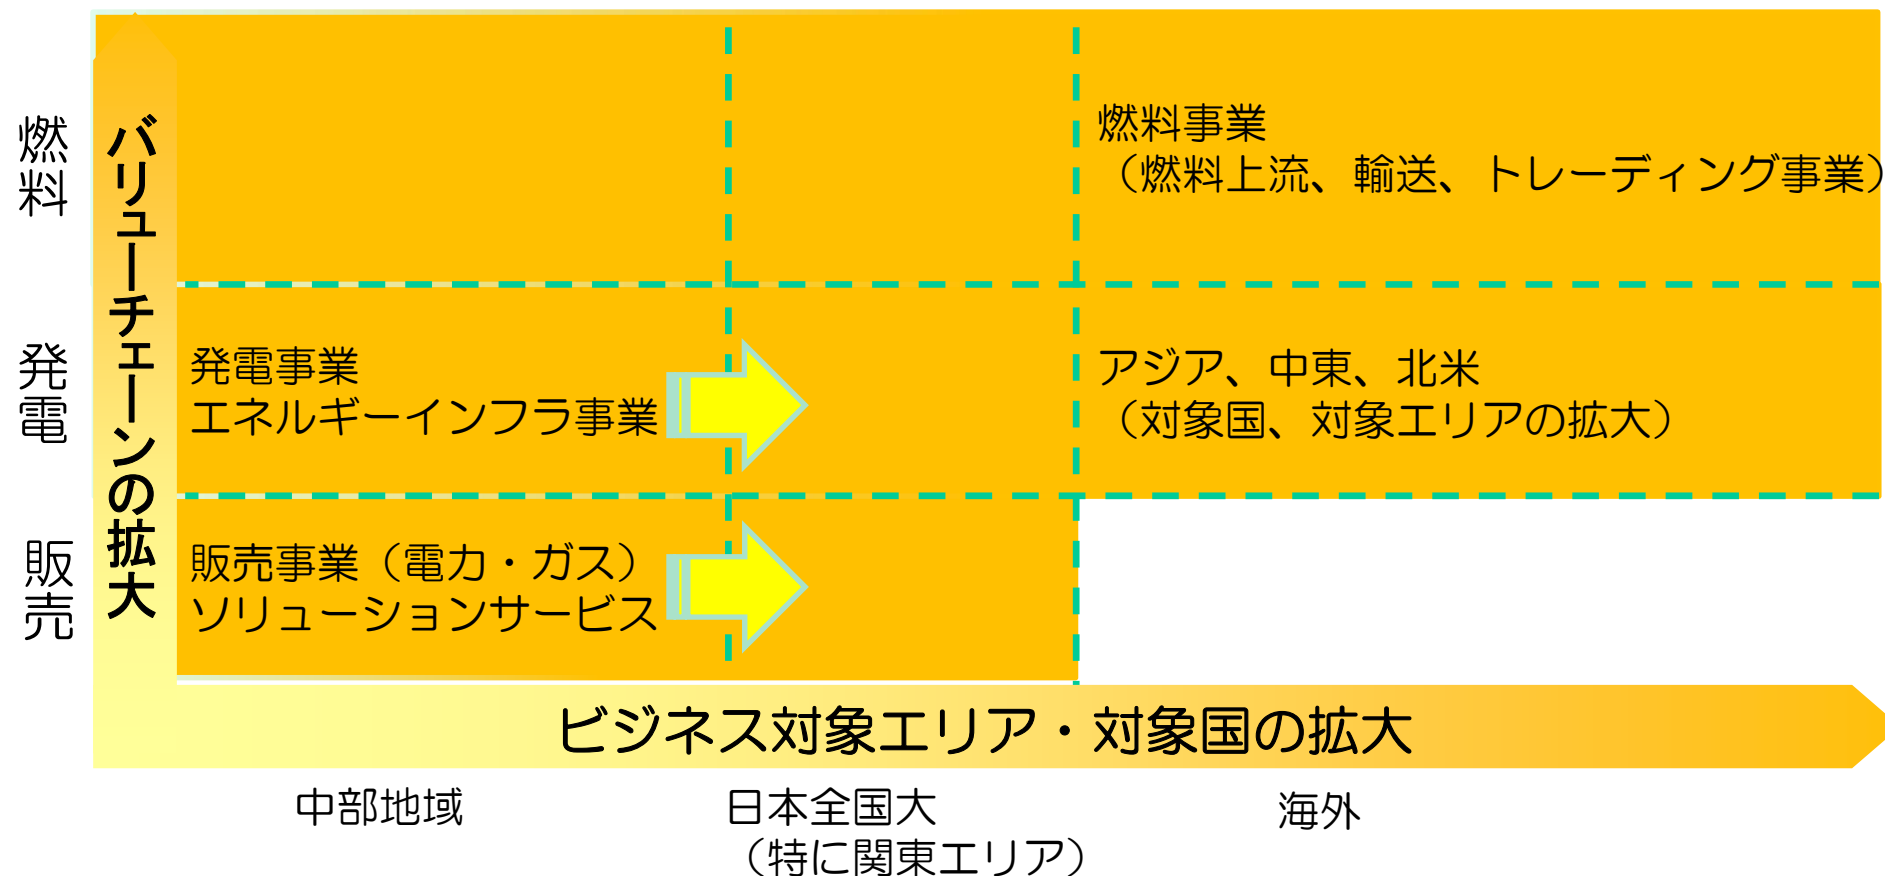 燃料
発電
販売
バリューチェーンの拡大
燃料事業
（燃料上流、輸送、トレーディング事業）
発電事業
エネルギーインフラ事業
アジア、中東、北米
（対象国、対象エリアの拡大）
販売事業（電力・ガス）
ソリューションサービス
ビジネス対象エリア・対象国の拡大
中部地域
日本全国大
（特に関東エリア）
海外